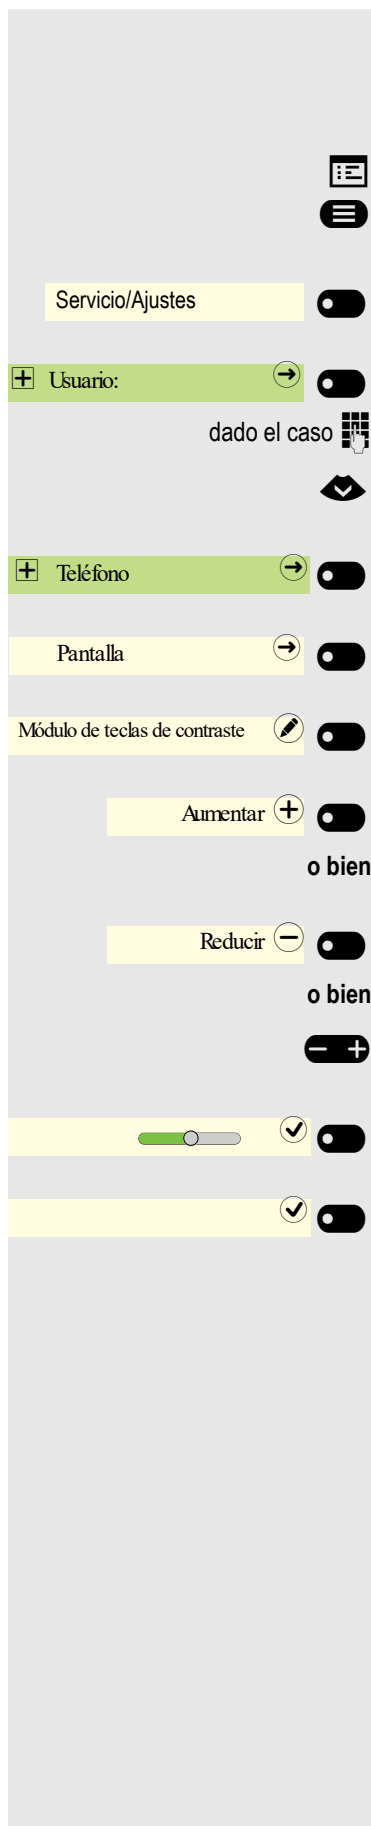 Servicio/Ajustes
Usuario:
dado el caso
Teléfono
Pantalla
Módulo de teclas de contraste
Aumentar
o bien
Reducir
o bien